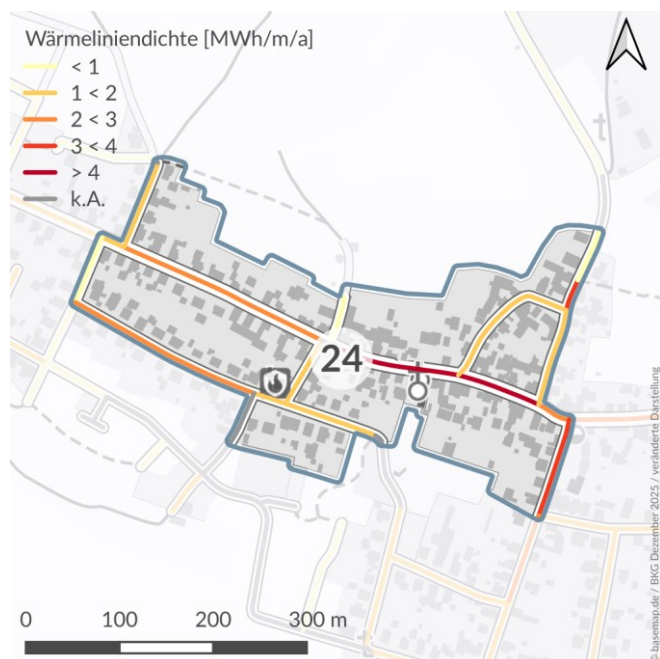 Wärmeliniendichte [MWh/m/a]
< 1
1 < 2
2 < 3
3 < 4
> 4
k.A.
24
0 100 200 300 m
© basemap.de / BKG Dezember 2025 / veränderte Darstellung